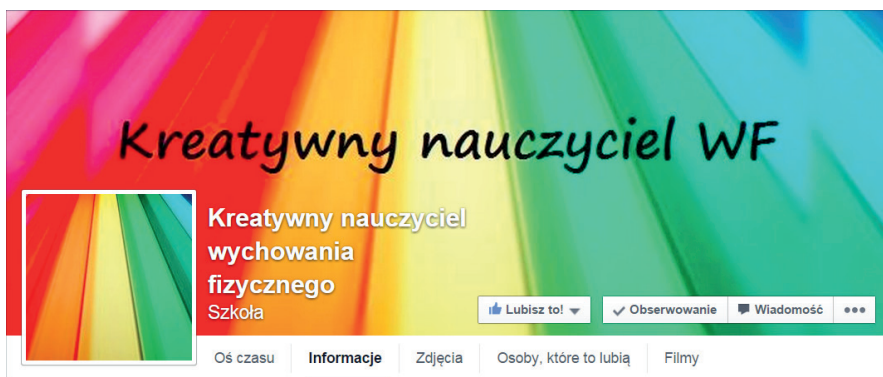 Kreatywny nauczyciel WF
Kreatywny nauczyciel
wychowania
fizycznego
Szkoła
Lubisz to!
Obserwowanie
Wiadomość
Oś czasu
Informacje
Zdjęcia
Osoby, które to lubią
Filmy